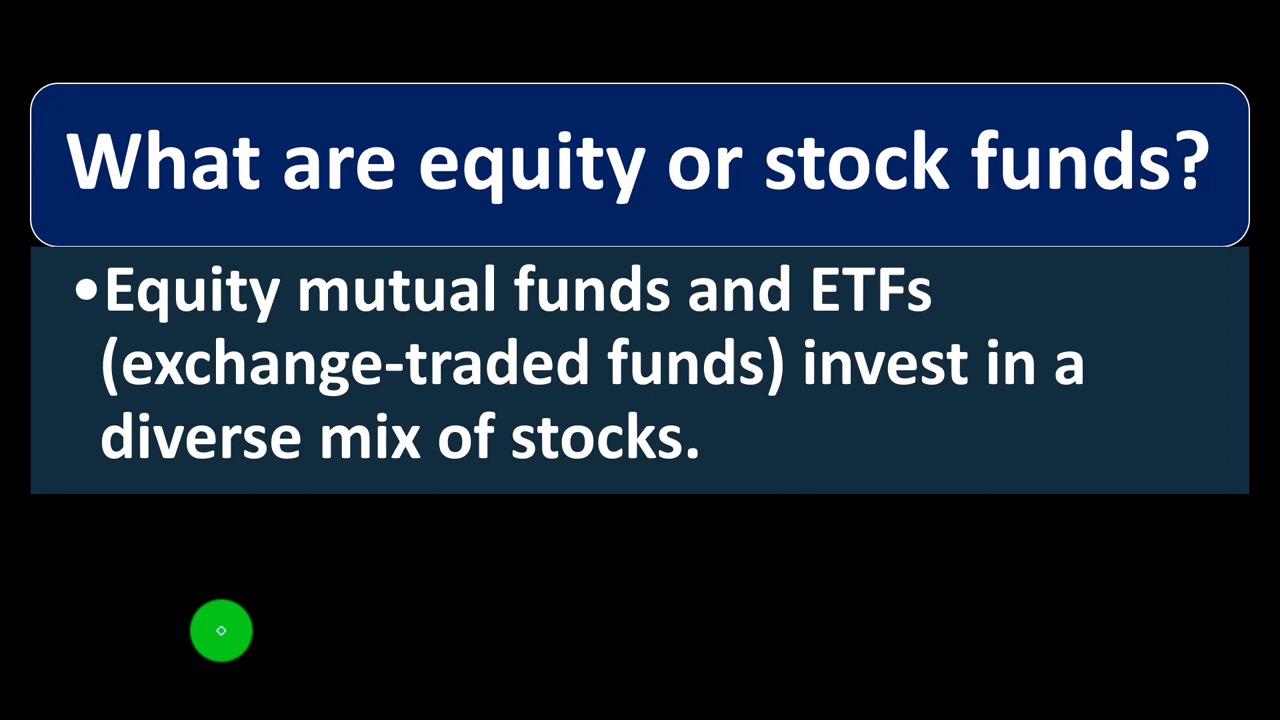 What are equity or stock funds?
•Equity mutual funds and ETFs
(exchange-traded funds) invest in a
diverse mix of stocks.